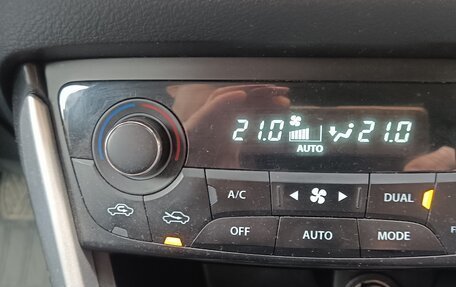 21.0 21.0
AUTO
A/C DUAL
OFF AUTO MODE